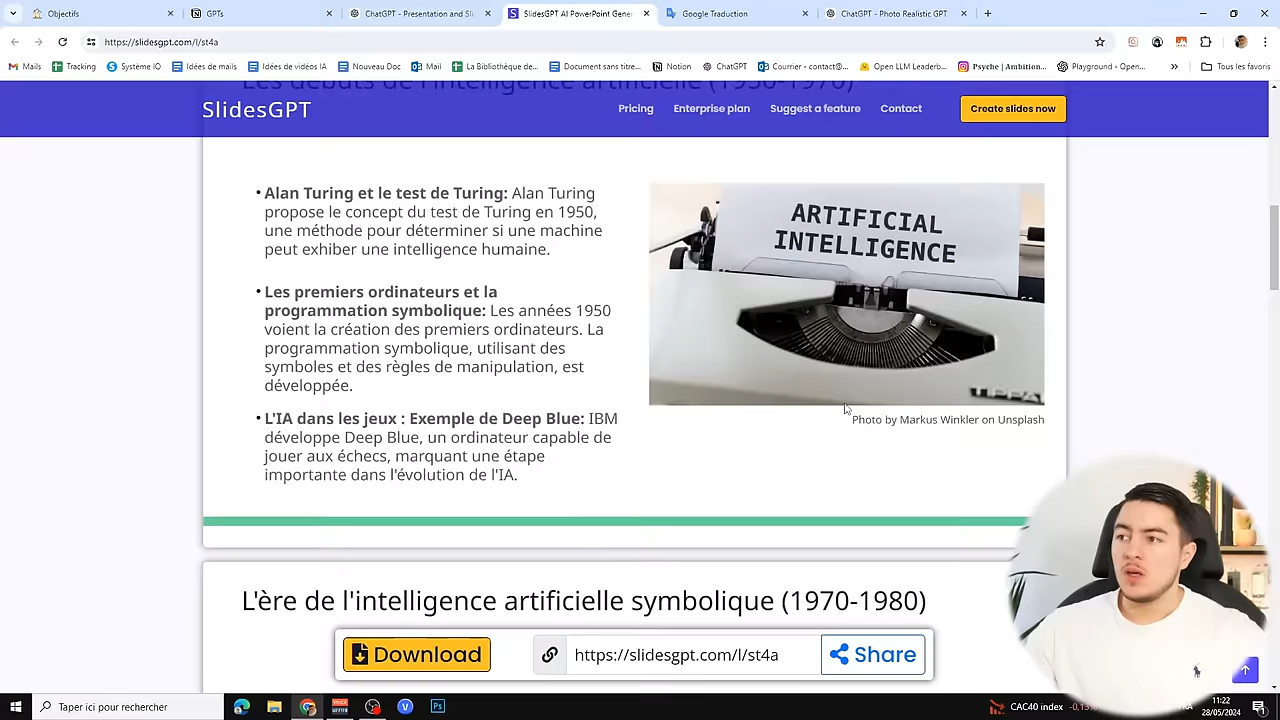 Objectifs
GPTs
ChatGPT - Presentation and Sli
SlidesGPT AI PowerPoint Gene
Google Traduction
ChatGPT - Photo Realistic GPT
https://slidesgpt.com/l/st4a
Mails
Tracking
Système IO
Idées de mails
Idées de vidéos IA
Nouveau Doc
Mail
La Bibliothèque de...
Document sans titre...
Notion
ChatGPT
Courrier • contact@...
Open LLM Leaderb...
Psyche | Ambition...
Playground - Open...
Tous les favoris
Les débuts de l'intelligence artificielle (1950-1970)
SlidesGPT
Pricing
Enterprise plan
Suggest a feature
Contact
Create slides now
• Alan Turing et le test de Turing: Alan Turing
propose le concept du test de Turing en 1950,
une méthode pour déterminer si une machine
peut exhiber une intelligence humaine.
• Les premiers ordinateurs et la
programmation symbolique: Les années 1950
voient la création des premiers ordinateurs. La
programmation symbolique, utilisant des
symboles et des règles de manipulation, est
développée.
• L'IA dans les jeux : Exemple de Deep Blue: IBM
développe Deep Blue, un ordinateur capable de
jouer aux échecs, marquant une étape
importante dans l'évolution de l'IA.
ARTIFICIAL
INTELLIGENCE
TIPPA
Photo by Markus Winkler on Unsplash
L'ère de l'intelligence artificielle symbolique (1970-1980)
Download
https://slidesgpt.com/l/st4a
Share
Taper ici pour rechercher
Ps
CAC40 index
11:22
28/05/2024